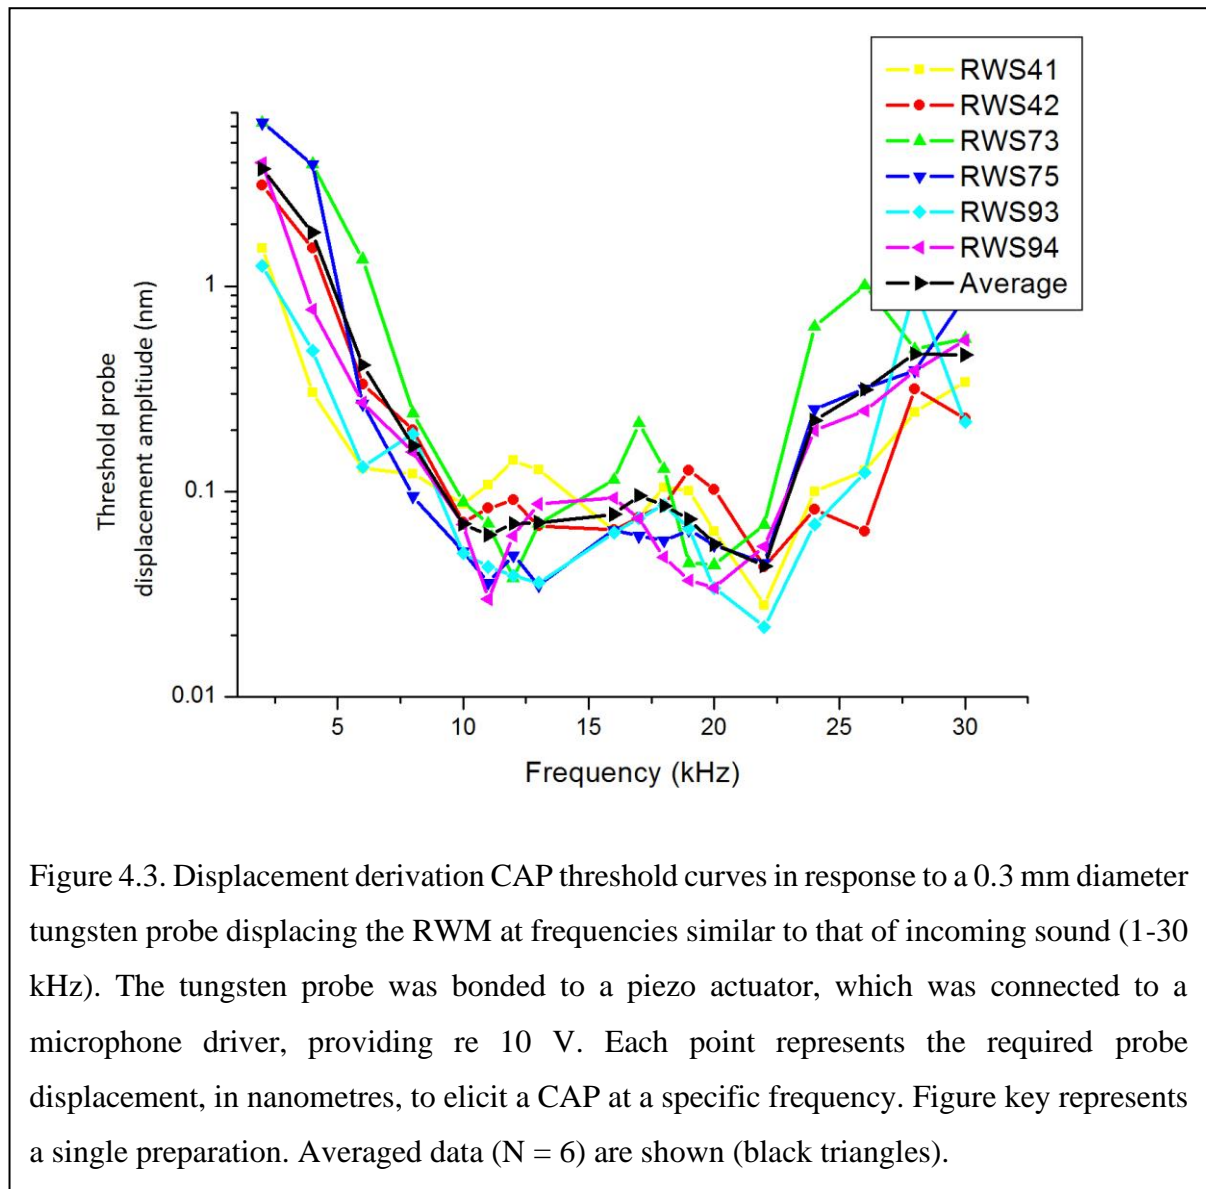 RWS41
RWS42
RWS73
RWS75
RWS93
RWS94
Average
Threshold probe
displacement ampltiude (nm)
1
0.1
0.01
5 10 15 20 25 30
Frequency (kHz)
Figure 4.3. Displacement derivation CAP threshold curves in response to a 0.3 mm diameter
tungsten probe displacing the RWM at frequencies similar to that of incoming sound (1-30
kHz). The tungsten probe was bonded to a piezo actuator, which was connected to a
microphone driver, providing re 10 V. Each point represents the required probe
displacement, in nanometres, to elicit a CAP at a specific frequency. Figure key represents
a single preparation. Averaged data (N = 6) are shown (black triangles).